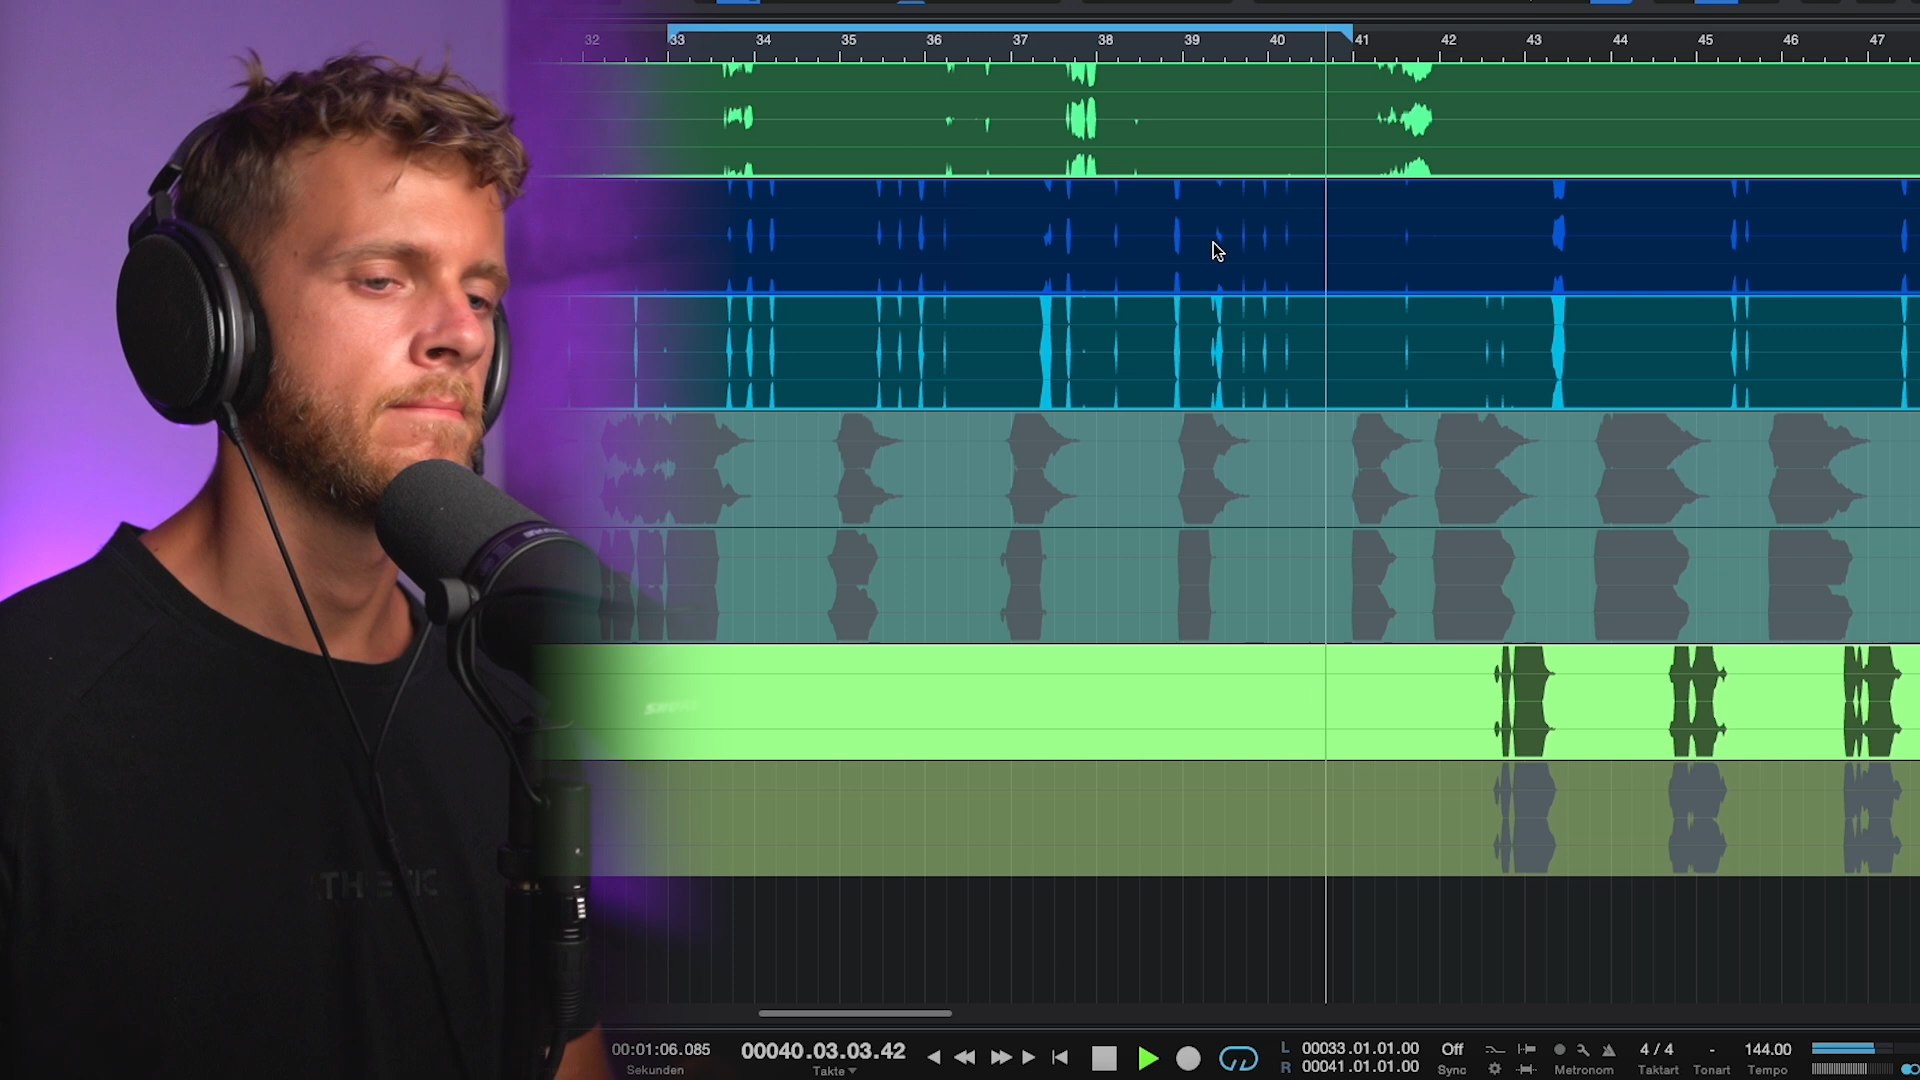 32 33 34 35 36 37 38 39 40 41 42 43 44 45 46 47
SHURE
00:01:06.085
Sekunden
00040.03.03.42
Takte
L 00033.01.01.00
R 00041.01.01.00
Off
Sync
Metronom
4 / 4
Taktart
-
Tonart
144.00
Tempo